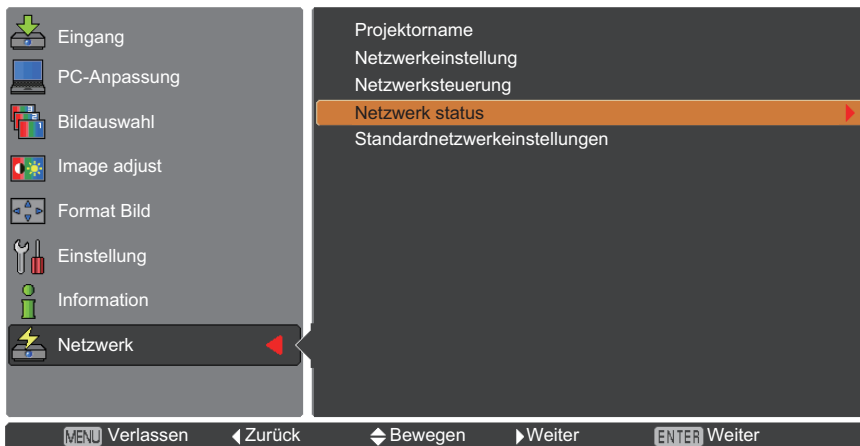 Eingang
PC-Anpassung
Bildauswahl
Image adjust
Format Bild
Einstellung
Information
Netzwerk
Projektorname
Netzwerkeinstellung
Netzwerksteuerung
Netzwerk status
Standardnetzwerkeinstellungen
MENU Verlassen Zurück Bewegen Weiter ENTER Weiter